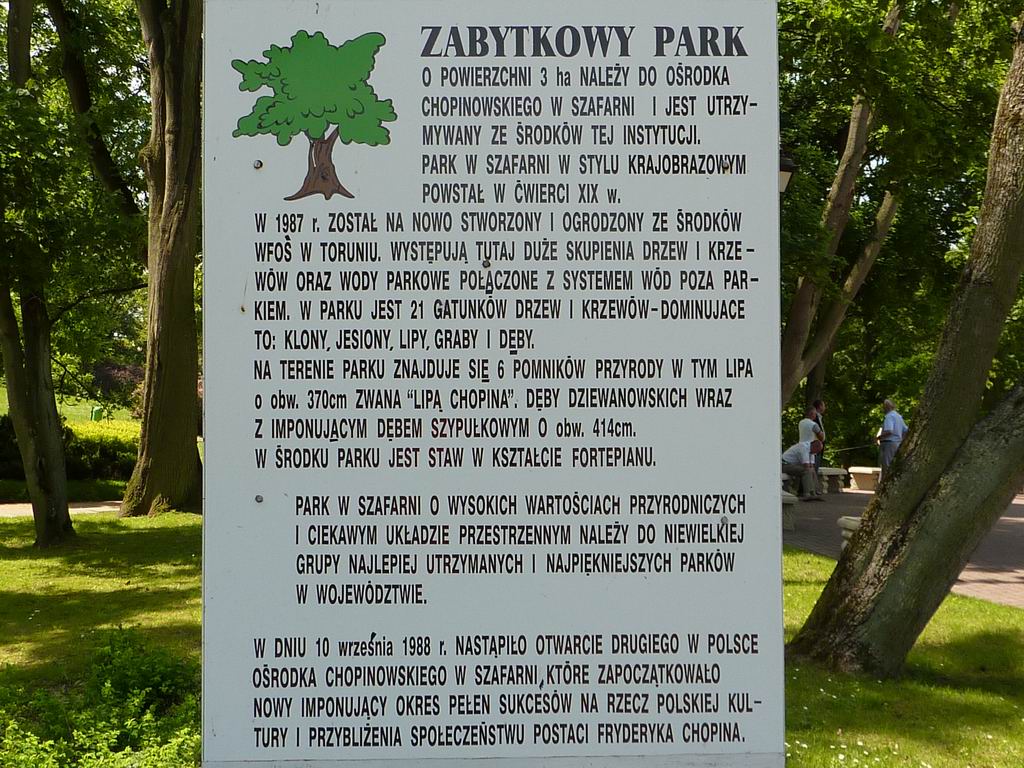 ZABYTKOWY PARK
O POWIERZCHNI 3 ha NALEŻY DO OŚRODKA
CHOPINOWSKIEGO W SZAFARNI I JEST UTRZY-
MYWANY ZE ŚRODKÓW TEJ INSTYTUCJI.
PARK W SZAFARNI W STYLU KRAJOBRAZOWYM
POWSTAŁ W ĆWIERCI XIX w.
W 1987 r. ZOSTAŁ NA NOWO STWORZONY I OGRODZONY ZE ŚRODKÓW
WFOŚ W TORUNIU. WYSTĘPUJĄ TUTAJ DUŻE SKUPIENIA DRZEW I KRZE-
WÓW ORAZ WODY PARKOWE POŁĄCZONE Z SYSTEMEM WÓD POZA PAR-
KIEM. W PARKU JEST 21 GATUNKÓW DRZEW I KRZEWÓW-DOMINUJACE
TO: KLONY, JESIONY, LIPY, GRABY I DĘBY.
NA TERENIE PARKU ZNAJDUJE SIĘ 6 POMNIKÓW PRZYRODY W TYM LIPA
o obw. 370cm ZWANA "LIPĄ CHOPINA". DĘBY DZIEWANOWSKICH WRAZ
Z IMPONUJĄCYM DĘBEM SZYPUŁKOWYM O obw. 414cm.
W ŚRODKU PARKU JEST STAW W KSZTAŁCIE FORTEPIANU.
PARK W SZAFARNI O WYSOKICH WARTOŚCIACH PRZYRODNICZYCH
I CIEKAWYM UKŁADZIE PRZESTRZENNYM NALEŻY DO NIEWIELKIEJ
GRUPY NAJLEPIEJ UTRZYMANYCH I NAJPIĘKNIEJSZYCH PARKÓW
W WOJEWÓDZTWIE.
W DNIU 10 września 1988 r. NASTĄPIŁO OTWARCIE DRUGIEGO W POLSCE
OŚRODKA CHOPINOWSKIEGO W SZAFARNI, KTÓRE ZAPOCZĄTKOWAŁO
NOWY IMPONUJĄCY OKRES PEŁEN SUKCESÓW NA RZECZ POLSKIEJ KUL-
TURY I PRZYBLIŻENIA SPOŁECZEŃSTWU POSTACI FRYDERYKA CHOPINA.